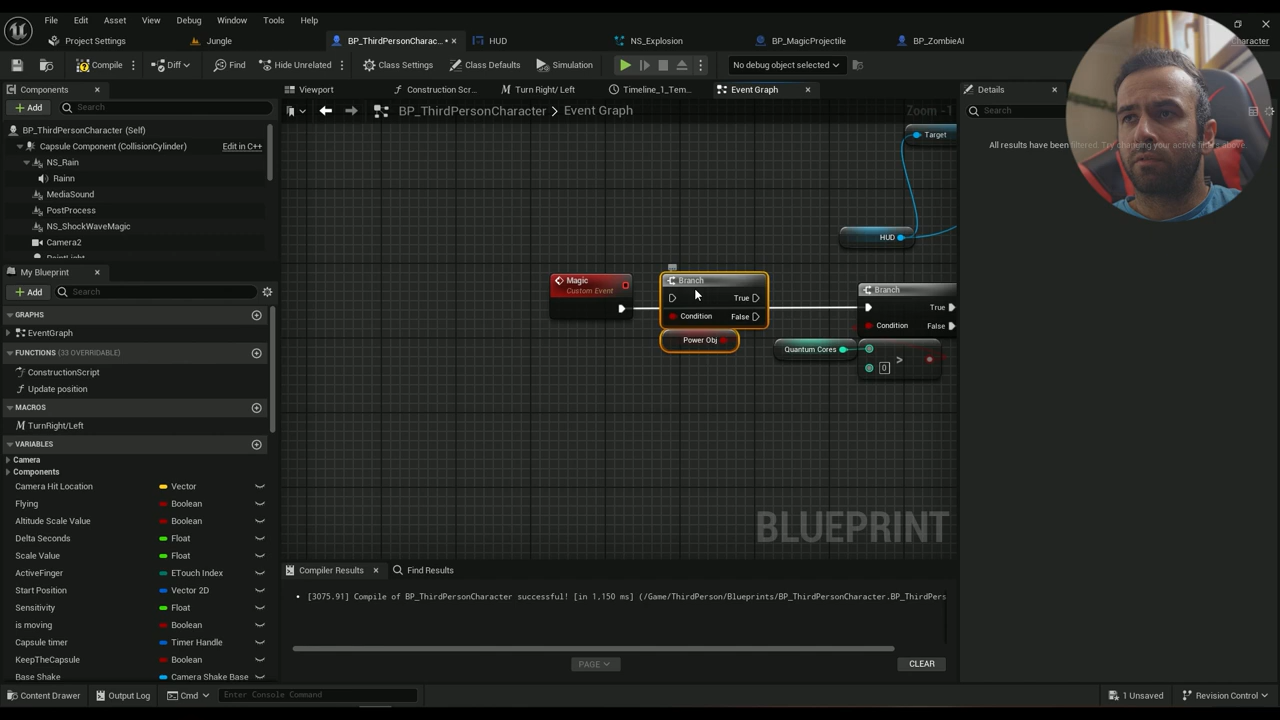 File Edit Asset View Debug Window Tools Help
Project Settings Jungle BP_ThirdPersonCharac... • HUD NS_Explosion BP_MagicProjectile BP_ZombieAI
Compile Diff Find Hide Unrelated Class Settings Class Defaults Simulation No debug object selected
Components
Add Search
BP_ThirdPersonCharacter (Self)
Capsule Component (CollisionCylinder) Edit in C++
NS_Rain
Rainn
MediaSound
PostProcess
NS_ShockWaveMagic
Camera2
PointLight
My Blueprint
Add Search
GRAPHS
EventGraph
FUNCTIONS (33 OVERRIDABLE)
ConstructionScript
Update position
MACROS
TurnRight/Left
VARIABLES
Camera
Components
Camera Hit Location Vector
Flying Boolean
Altitude Scale Value Boolean
Delta Seconds Float
Scale Value Float
ActiveFinger ETouch Index
Start Position Vector 2D
Sensitivity Float
is moving Boolean
Capsule timer Timer Handle
KeepTheCapsule Boolean
Base Shake Camera Shake Base
Viewport Construction Scr... Turn Right/ Left Timeline_1_Tem... Event Graph
BP_ThirdPersonCharacter > Event Graph Zoom -1
Target
HUD
Magic
Custom Event
Branch
True
Condition False
Power Obj
Branch
True
Condition False
Quantum Cores
>
0
BLUEPRINT
Compiler Results Find Results
[3075.91] Compile of BP_ThirdPersonCharacter successful! [in 1,150 ms] (/Game/ThirdPerson/Blueprints/BP_ThirdPersonCharacter.BP_ThirdPers
PAGE CLEAR
Details
Search
All results have been filtered. Try changing your active filters above.
Content Drawer Output Log Cmd Enter Console Command 1 Unsaved Revision Control